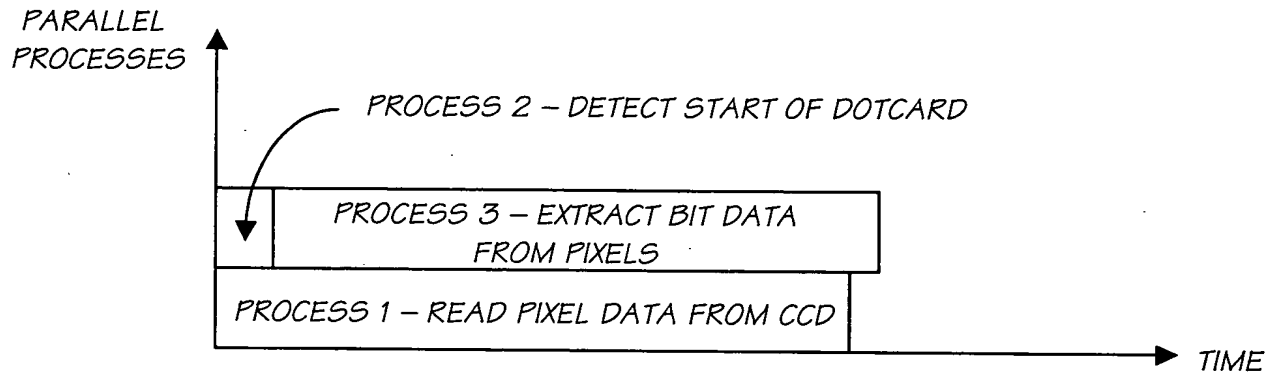 PARALLEL
PROCESSES
PROCESS 2 – DETECT START OF DOTCARD
PROCESS 3 – EXTRACT BIT DATA
FROM PIXELS
PROCESS 1 – READ PIXEL DATA FROM CCD
TIME